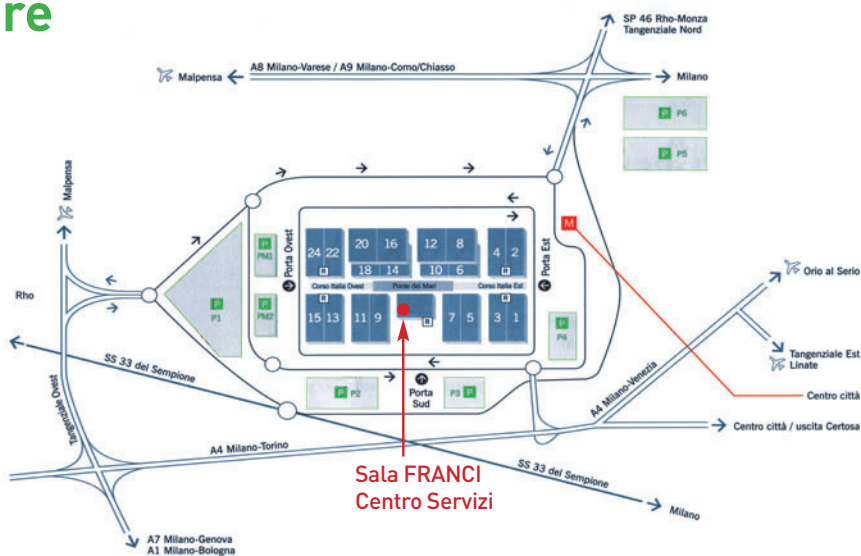 re
SP 46 Rho-Monza
Tangenziale Nord
A8 Milano-Varese / A9 Milano-Como/Chiasso
Malpensa
Milano
P P6
P P5
Malpensa
M
P PM1
Porta Ovest
24 22
20 16
12 8
4 2
R
18 14
10 6
R
Porta Est
Orio al Serio
Corso Italia Ovest
Ponte dei Mari
Corso Italia Est
Rho
P P1
P PM2
R
15 13
11 9
R
7 5
R
3 1
P P4
Tangenziale Est
Linate
SS 33 del Sempione
P P2
Porta
Sud
P3 P
A4 Milano-Venezia
Centro città
Tangenziale Ovest
Centro città / uscita Certosa
A4 Milano-Torino
Sala FRANCI
Centro Servizi
SS 33 del Sempione
Milano
A7 Milano-Genova
A1 Milano-Bologna